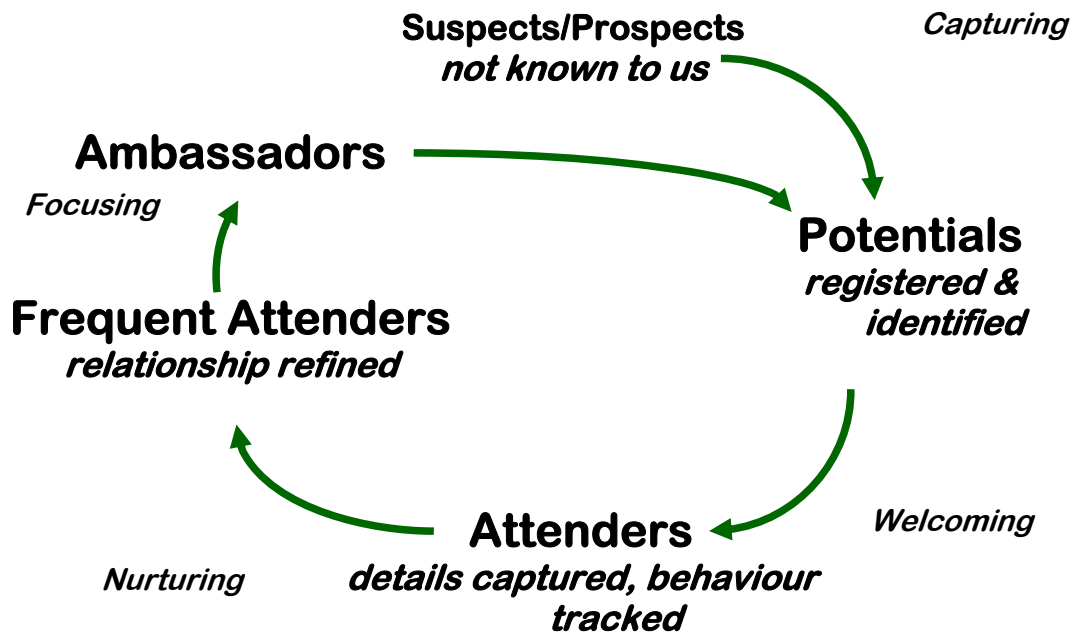 Suspects/Prospects
not known to us
Capturing
Ambassadors
Focusing
Potentials
registered &
identified
Frequent Attenders
relationship refined
Attenders
details captured, behaviour
tracked
Welcoming
Nurturing